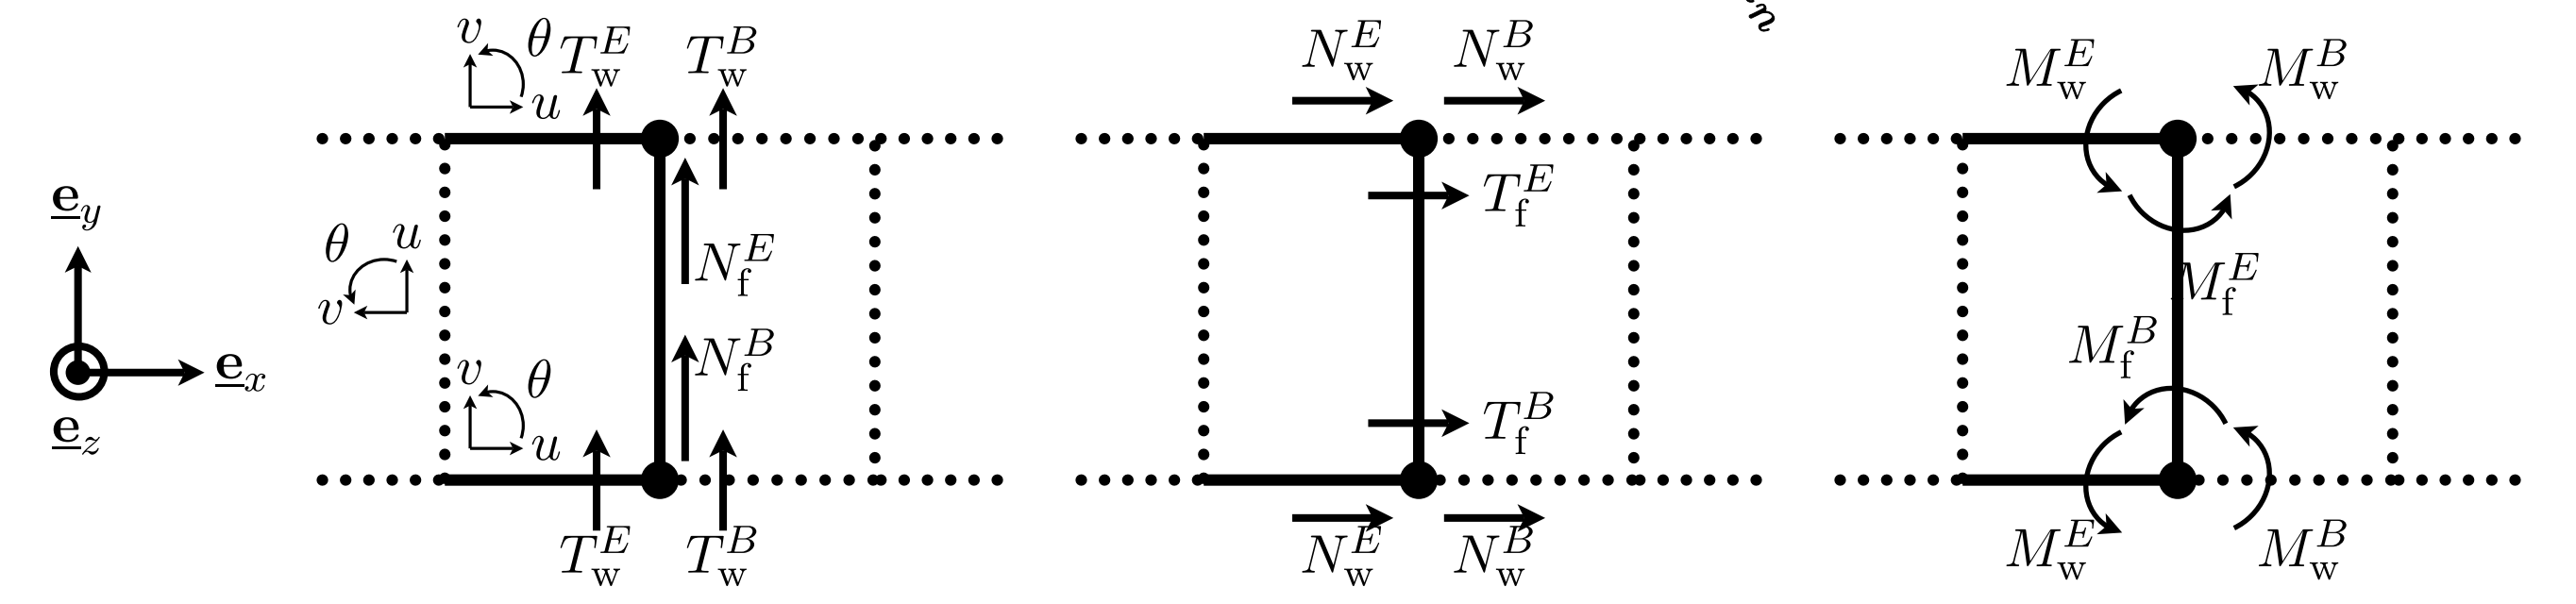 v θ T_w^E T_w^B
u
e_y
θ u
v
N_f^E
N_f^B
e_x
e_z
v θ
u
T_w^E T_w^B
N_w^E N_w^B
T_f^E
T_f^B
N_w^E N_w^B
n
M_w^E M_w^B
M_f^E
M_f^B
M_w^E M_w^B